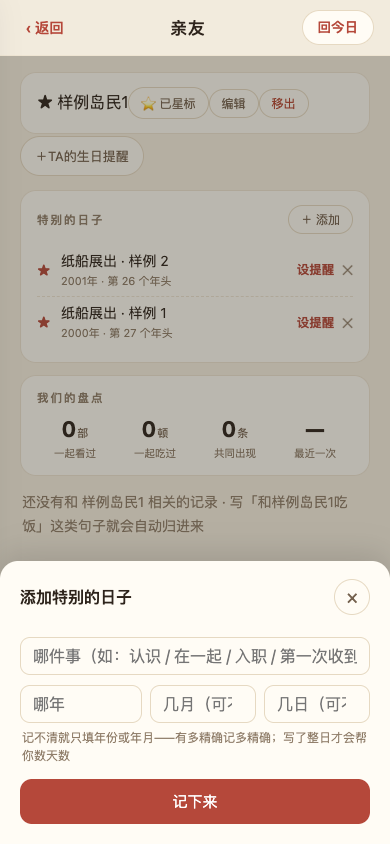 ‹ 返回
亲友
回今日
★ 样例岛民1
⭐ 已星标
编辑
移出
＋TA的生日提醒
特别的日子
＋ 添加
★ 纸船展出 · 样例 2
设提醒 ×
2001年 · 第 26 个年头
★ 纸船展出 · 样例 1
设提醒 ×
2000年 · 第 27 个年头
我们的盘点
0部
0顿
0条
—
一起看过
一起吃过
共同出现
最近一次
还没有和 样例岛民1 相关的记录 · 写「和样例岛民1吃
饭」这类句子就会自动归进来
添加特别的日子
×
哪件事（如：认识 / 在一起 / 入职 / 第一次收到
哪年
几月（可
几日（可
记不清就只填年份或年月——有多精确记多精确；写了整日才会帮
你数天数
记下来